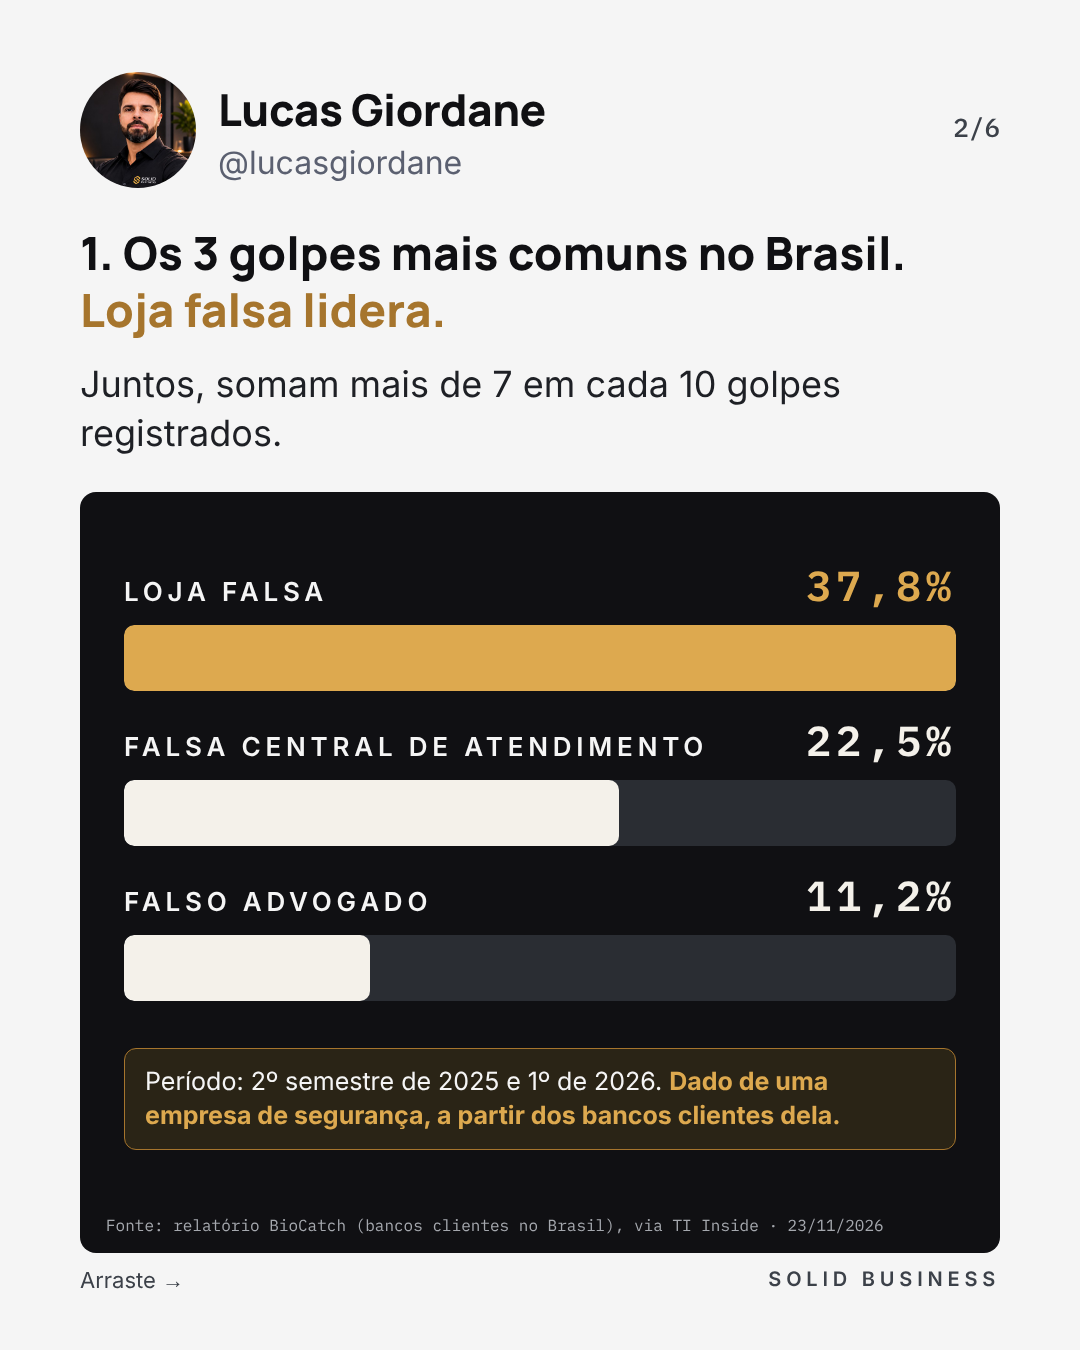 Lucas Giordane
@lucasgiordane
2/6
1. Os 3 golpes mais comuns no Brasil.
Loja falsa lidera.
Juntos, somam mais de 7 em cada 10 golpes
registrados.
LOJA FALSA 37,8%
FALSA CENTRAL DE ATENDIMENTO 22,5%
FALSO ADVOGADO 11,2%
Período: 2º semestre de 2025 e 1º de 2026. Dado de uma
empresa de segurança, a partir dos bancos clientes dela.
Fonte: relatório BioCatch (bancos clientes no Brasil), via TI Inside · 23/11/2026
Arraste →
SOLID BUSINESS